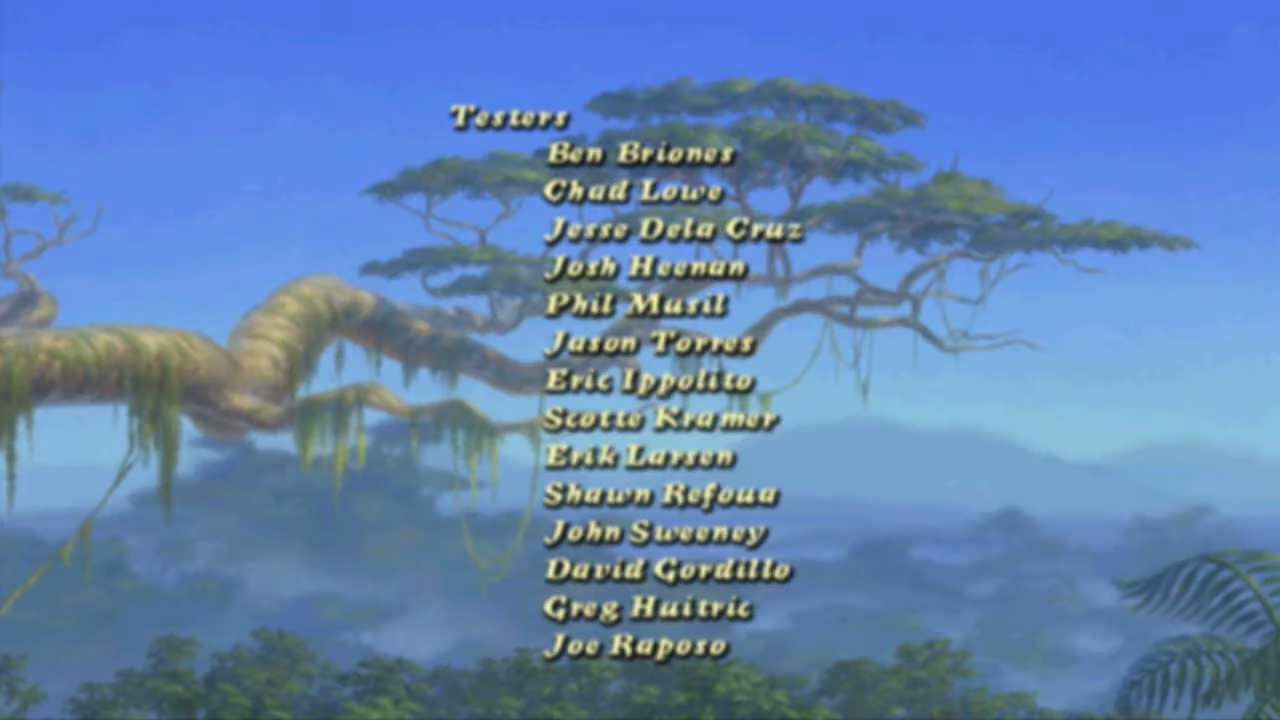 Testers
Ben Briones
Chad Lowe
Jesse Dela Cruz
Josh Heenan
Phil Musil
Jason Torres
Eric Ippolito
Scotte Kramer
Erik Larsen
Shawn Refoua
John Sweeney
David Gordillo
Greg Huitric
Joe Raposo